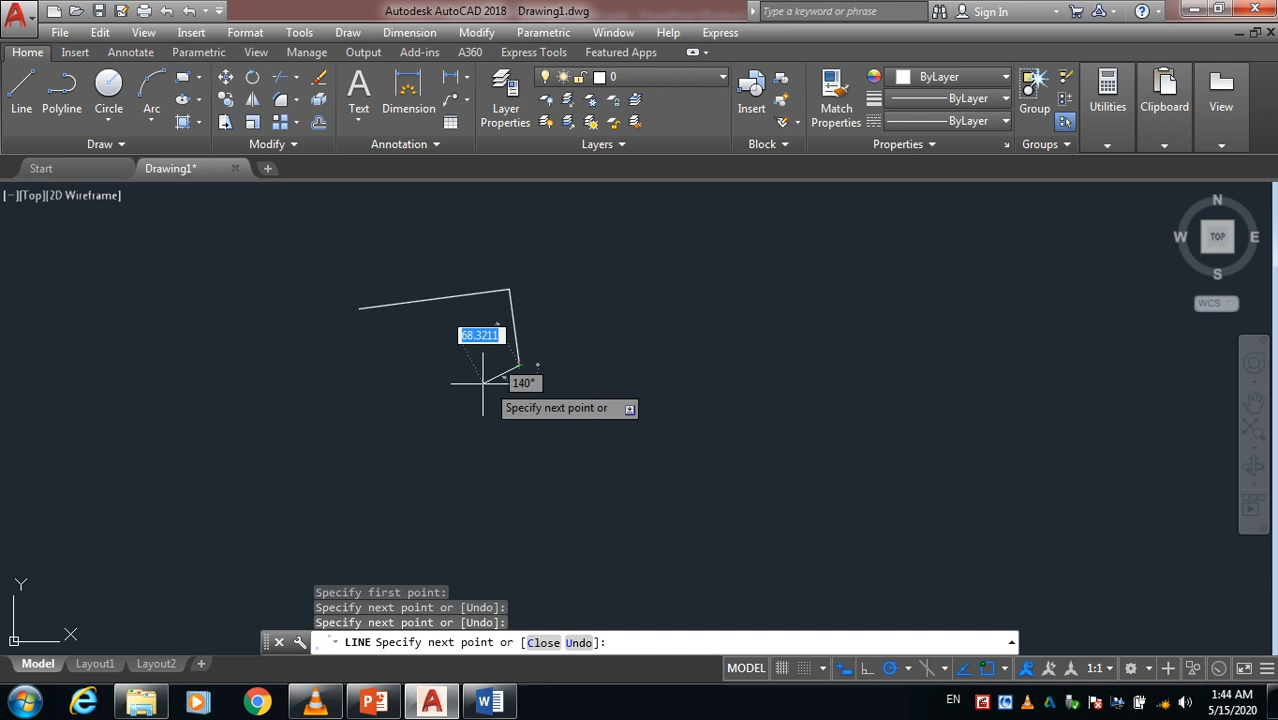 Autodesk AutoCAD 2018 Drawing1.dwg
Type a keyword or phrase
Sign In
File Edit View Insert Format Tools Draw Dimension Modify Parametric Window Help Express
Home Insert Annotate Parametric View Manage Output Add-ins A360 Express Tools Featured Apps
0
ByLayer
ByLayer
ByLayer
Line Polyline Circle Arc
Text Dimension
Layer Properties
Insert
Match Properties
Group
Utilities
Clipboard
View
Draw Modify Annotation Layers Block Properties Groups
Start Drawing1*
[−][Top][2D Wireframe]
N
W TOP E
S
WCS
68.3211
140°
Specify next point or
Y
X
Specify first point:
Specify next point or [Undo]:
Specify next point or [Undo]:
LINE Specify next point or [Close Undo]:
Model Layout1 Layout2
MODEL
1:1
EN
1:44 AM
5/15/2020